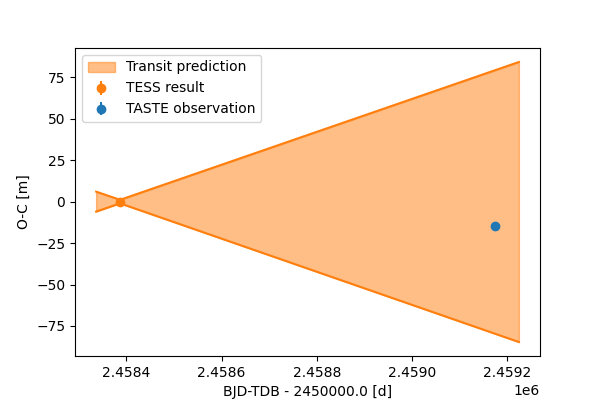 Transit prediction
TESS result
TASTE observation
75
50
25
0
−25
−50
−75
O-C [m]
2.4584 2.4586 2.4588 2.4590 2.4592
1e6
BJD-TDB - 2450000.0 [d]